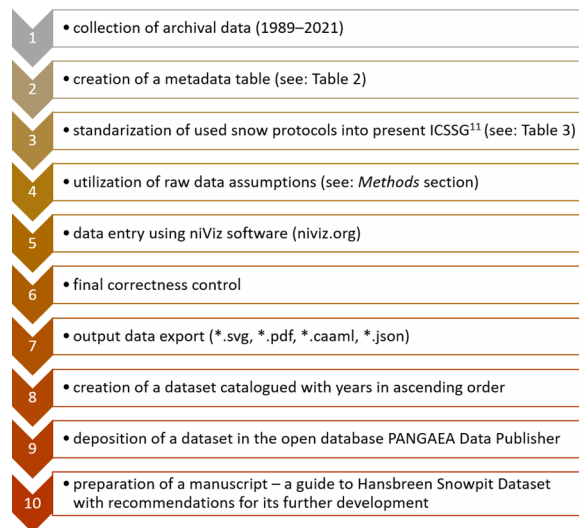 1 • collection of archival data (1989–2021)
2 • creation of a metadata table (see: Table 2)
3 • standarization of used snow protocols into present ICSSG¹¹ (see: Table 3)
4 • utilization of raw data assumptions (see: Methods section)
5 • data entry using niViz software (niviz.org)
6 • final correctness control
7 • output data export (*.svg, *.pdf, *.caaml, *.json)
8 • creation of a dataset catalogued with years in ascending order
9 • deposition of a dataset in the open database PANGAEA Data Publisher
10 • preparation of a manuscript – a guide to Hansbreen Snowpit Dataset
with recommendations for its further development